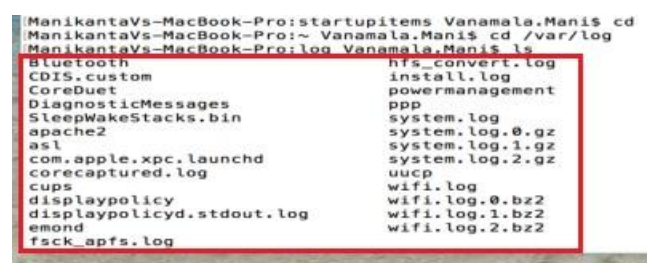 ManikantaVs-MacBook-Pro:startupitems Vanamala.Mani$ cd
ManikantaVs-MacBook-Pro:~ Vanamala.Mani$ cd /var/log
ManikantaVs-MacBook-Pro:log Vanamala.Mani$ ls
Bluetooth hfs_convert.log
CDIS.custom install.log
CoreDuet powermanagement
DiagnosticMessages ppp
SleepWakeStacks.bin system.log
apache2 system.log.0.gz
asl system.log.1.gz
com.apple.xpc.launchd system.log.2.gz
corecaptured.log uucp
cups wifi.log
displaypolicy wifi.log.0.bz2
displaypolicyd.stdout.log wifi.log.1.bz2
emond wifi.log.2.bz2
fsck_apfs.log